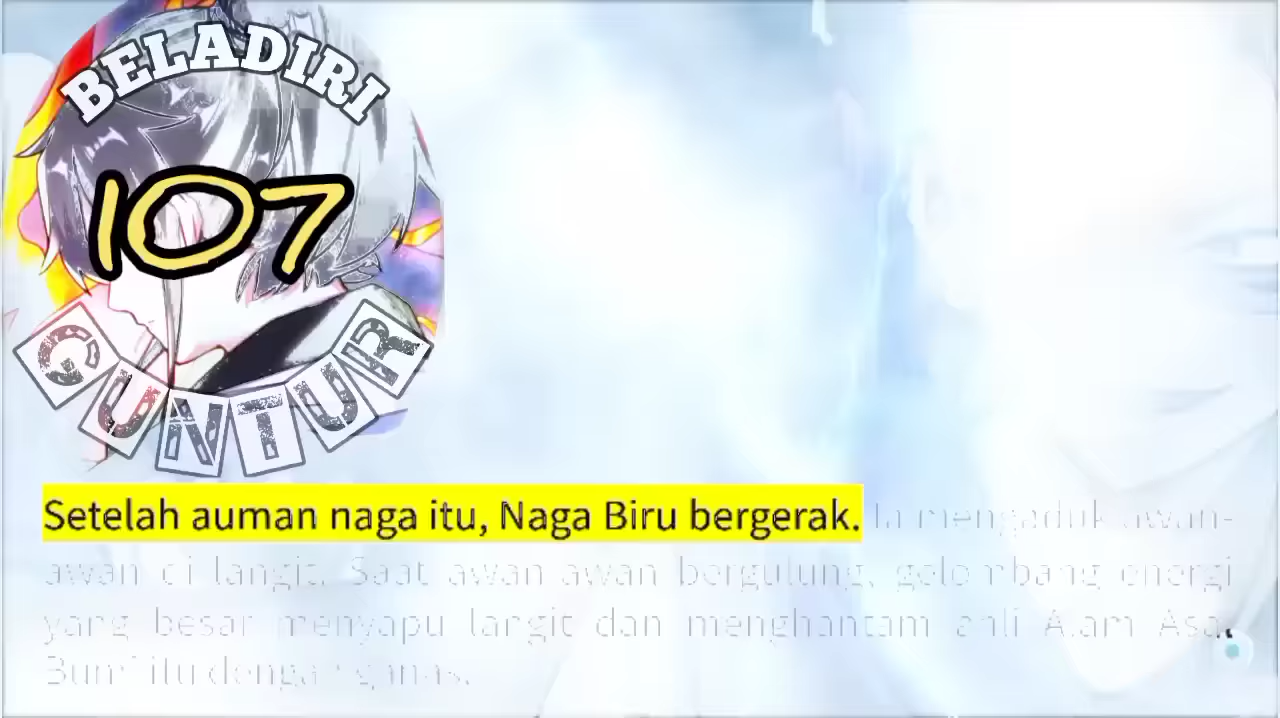 BELADIRI
107
GUNTUR
Setelah auman naga itu, Naga Biru bergerak. Ia mengaduk awan-
awan di langit. Saat awan awan bergulung, gelombang energi
yang besar menyapu langit dan menghantam ahli Alam Asal
Bumi itu dengan ganas.